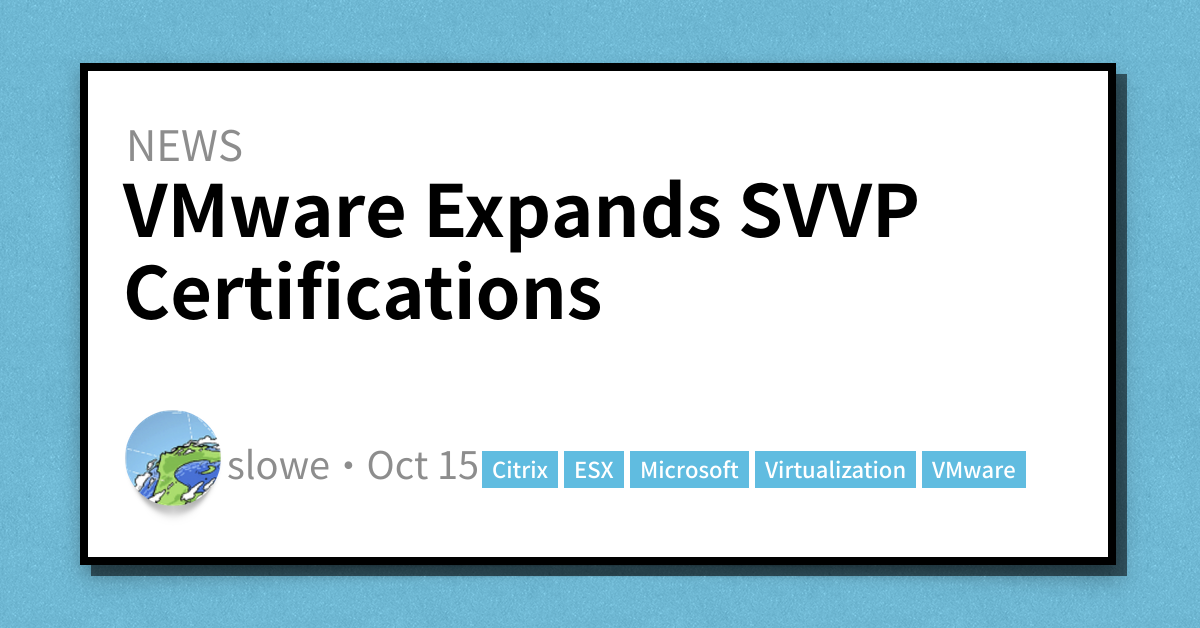 NEWS
VMware Expands SVVP
Certifications
slowe • Oct 15 Citrix ESX Microsoft Virtualization VMware